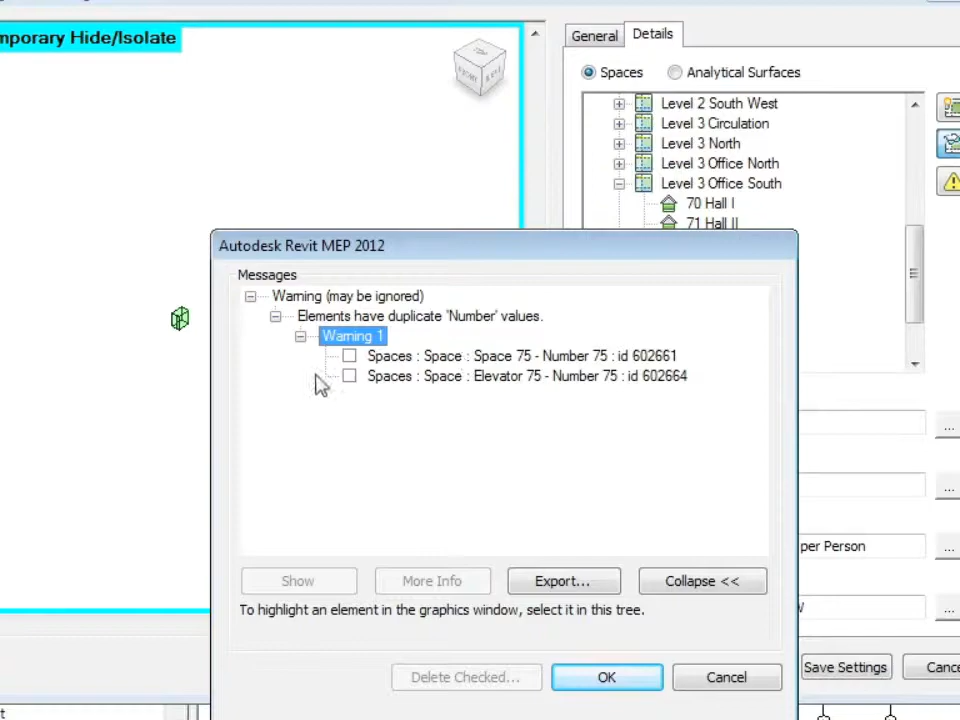 mporary Hide/Isolate
General
Details
Spaces
Analytical Surfaces
Level 2 South West
Level 3 Circulation
Level 3 North
Level 3 Office North
Level 3 Office South
70 Hall I
71 Hall II
Autodesk Revit MEP 2012
Messages
Warning (may be ignored)
Elements have duplicate 'Number' values.
Warning 1
Spaces : Space : Space 75 - Number 75 : id 602661
Spaces : Space : Elevator 75 - Number 75 : id 602664
...
...
per Person
...
...
Show
More Info
Export...
Collapse <<
To highlight an element in the graphics window, select it in this tree.
Delete Checked...
OK
Cancel
Save Settings
Cance